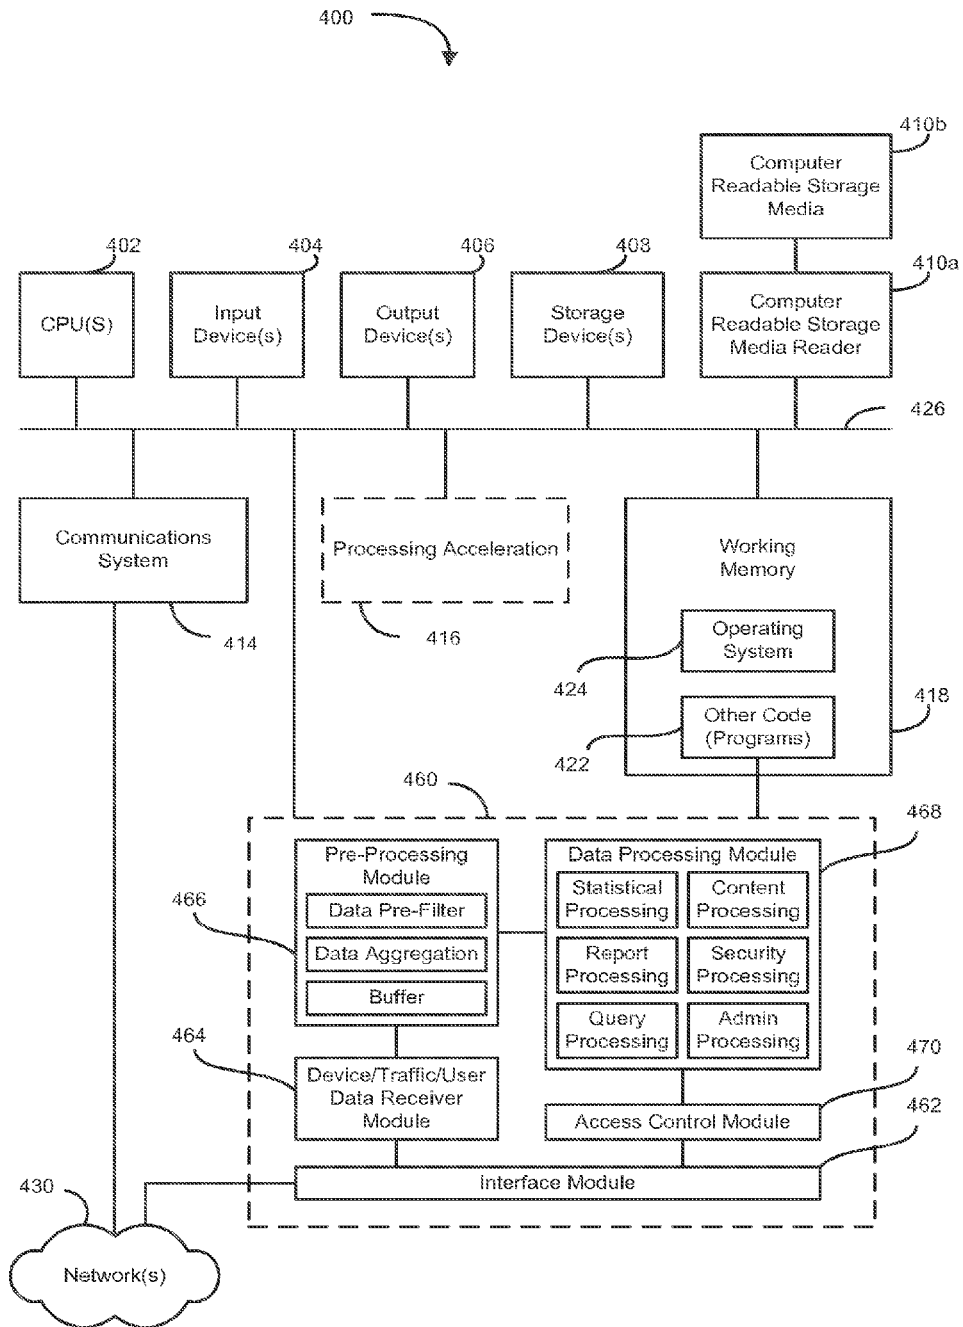 400
410b
Computer
Readable Storage
Media
402
404
406
408
410a
CPU(S)
Input
Device(s)
Output
Device(s)
Storage
Device(s)
Computer
Readable Storage
Media Reader
426
Communications
System
Processing Acceleration
Working
Memory
414
416
Operating
System
424
418
Other Code
(Programs)
422
460
468
Pre-Processing
Module
Data Pre-Filter
Data Aggregation
Buffer
466
Data Processing Module
Statistical
Processing
Content
Processing
Report
Processing
Security
Processing
Query
Processing
Admin
Processing
464
Device/Traffic/User
Data Receiver
Module
470
Access Control Module
462
Interface Module
430
Network(s)